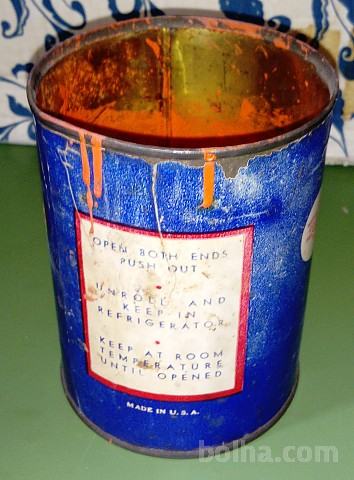 OPEN BOTH ENDS
PUSH OUT
UNROLL AND
KEEP IN
REFRIGERATOR
KEEP AT ROOM
TEMPERATURE
UNTIL OPENED
MADE IN U.S.A.
bolha.com